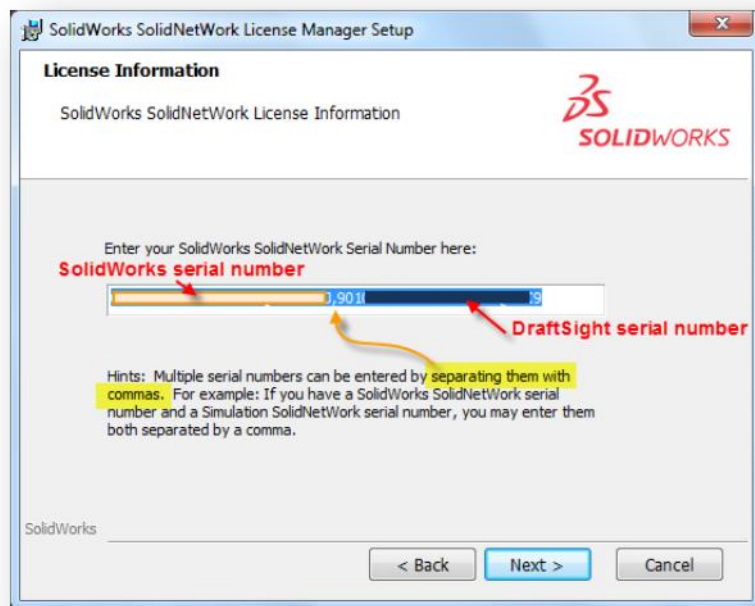 SolidWorks SolidNetWork License Manager Setup
License Information
SolidWorks SolidNetWork License Information
3DS
SOLIDWORKS
Enter your SolidWorks SolidNetWork Serial Number here:
SolidWorks serial number
,9010
DraftSight serial number
Hints: Multiple serial numbers can be entered by separating them with
commas. For example: If you have a SolidWorks SolidNetWork serial
number and a Simulation SolidNetWork serial number, you may enter them
both separated by a comma.
SolidWorks
< Back
Next >
Cancel